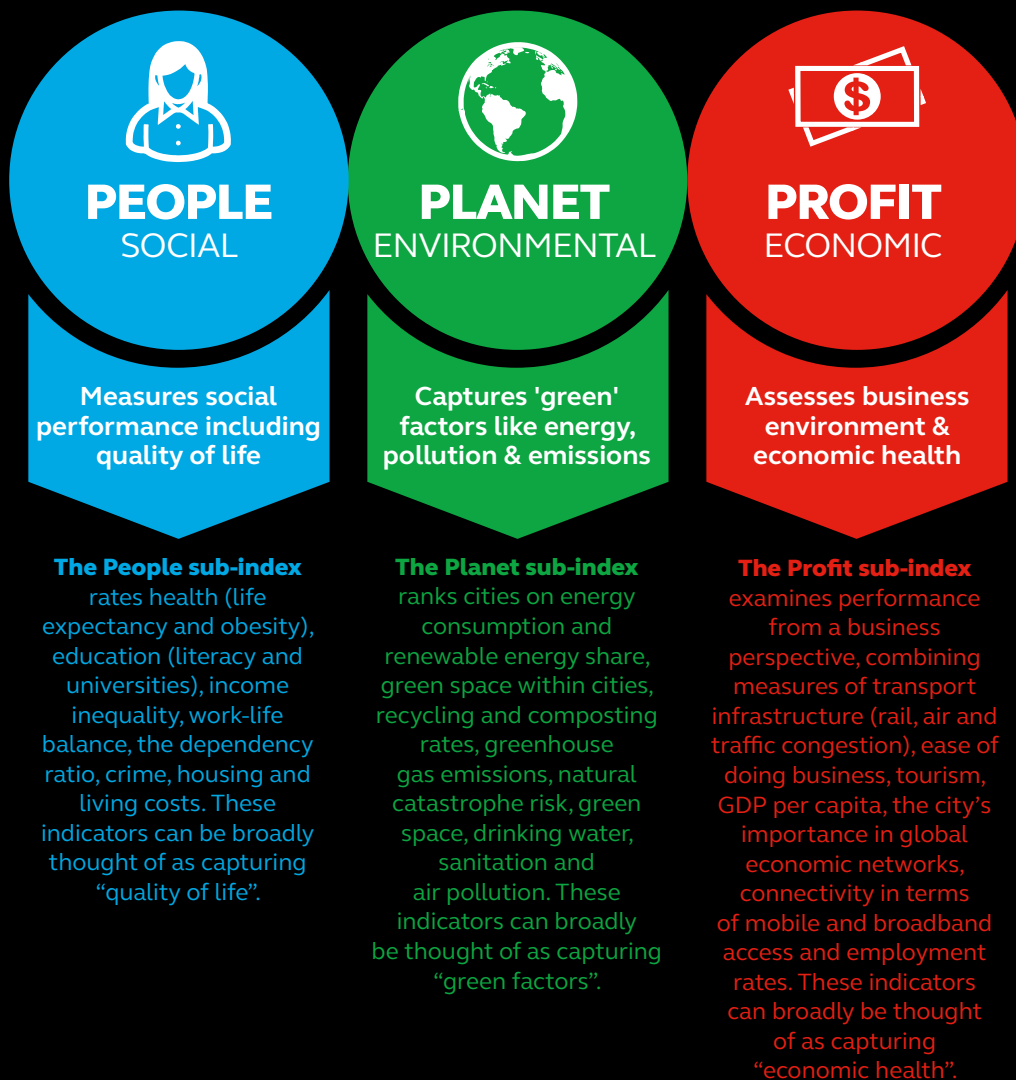 PEOPLE
SOCIAL
Measures social
performance including
quality of life
The People sub-index
rates health (life
expectancy and obesity),
education (literacy and
universities), income
inequality, work-life
balance, the dependency
ratio, crime, housing and
living costs. These
indicators can be broadly
thought of as capturing
“quality of life”.
PLANET
ENVIRONMENTAL
Captures 'green'
factors like energy,
pollution & emissions
The Planet sub-index
ranks cities on energy
consumption and
renewable energy share,
green space within cities,
recycling and composting
rates, greenhouse
gas emissions, natural
catastrophe risk, green
space, drinking water,
sanitation and
air pollution. These
indicators can broadly
be thought of as capturing
“green factors”.
$
PROFIT
ECONOMIC
Assesses business
environment &
economic health
The Profit sub-index
examines performance
from a business
perspective, combining
measures of transport
infrastructure (rail, air and
traffic congestion), ease of
doing business, tourism,
GDP per capita, the city’s
importance in global
economic networks,
connectivity in terms
of mobile and broadband
access and employment
rates. These indicators
can broadly be thought
of as capturing
“economic health”.